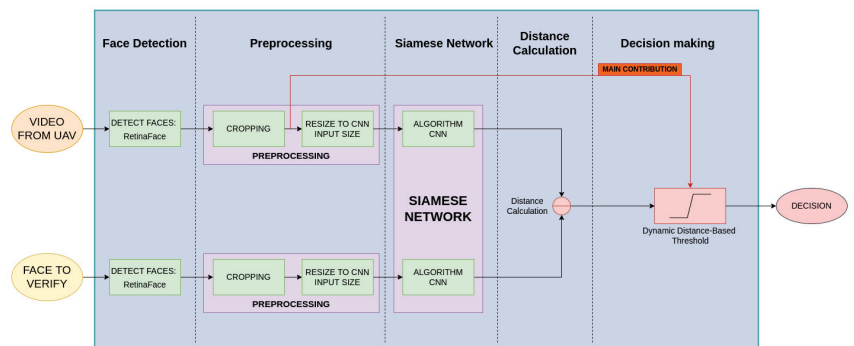 Face Detection
Preprocessing
Siamese Network
Distance
Calculation
Decision making
MAIN CONTRIBUTION
VIDEO
FROM UAV
DETECT FACES:
RetinaFace
CROPPING
RESIZE TO CNN
INPUT SIZE
PREPROCESSING
ALGORITHM
CNN
SIAMESE
NETWORK
Distance
Calculation
Dynamic Distance-Based
Threshold
DECISION
FACE TO
VERIFY
DETECT FACES:
RetinaFace
CROPPING
RESIZE TO CNN
INPUT SIZE
PREPROCESSING
ALGORITHM
CNN